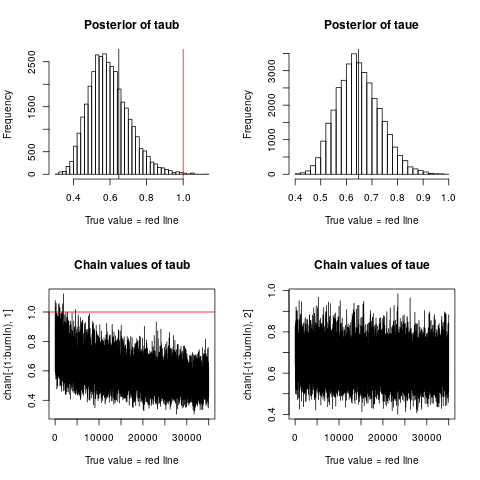 Posterior of taub
Frequency
0 500 1500 2500
0.4 0.6 0.8 1.0
True value = red line
Posterior of taue
Frequency
0 1000 2000 3000
0.4 0.5 0.6 0.7 0.8 0.9 1.0
True value = red line
Chain values of taub
chain[-(1:burnIn), 1]
0.4 0.6 0.8 1.0
0 10000 20000 30000
True value = red line
Chain values of taue
chain[-(1:burnIn), 2]
0.4 0.6 0.8 1.0
0 10000 20000 30000
True value = red line